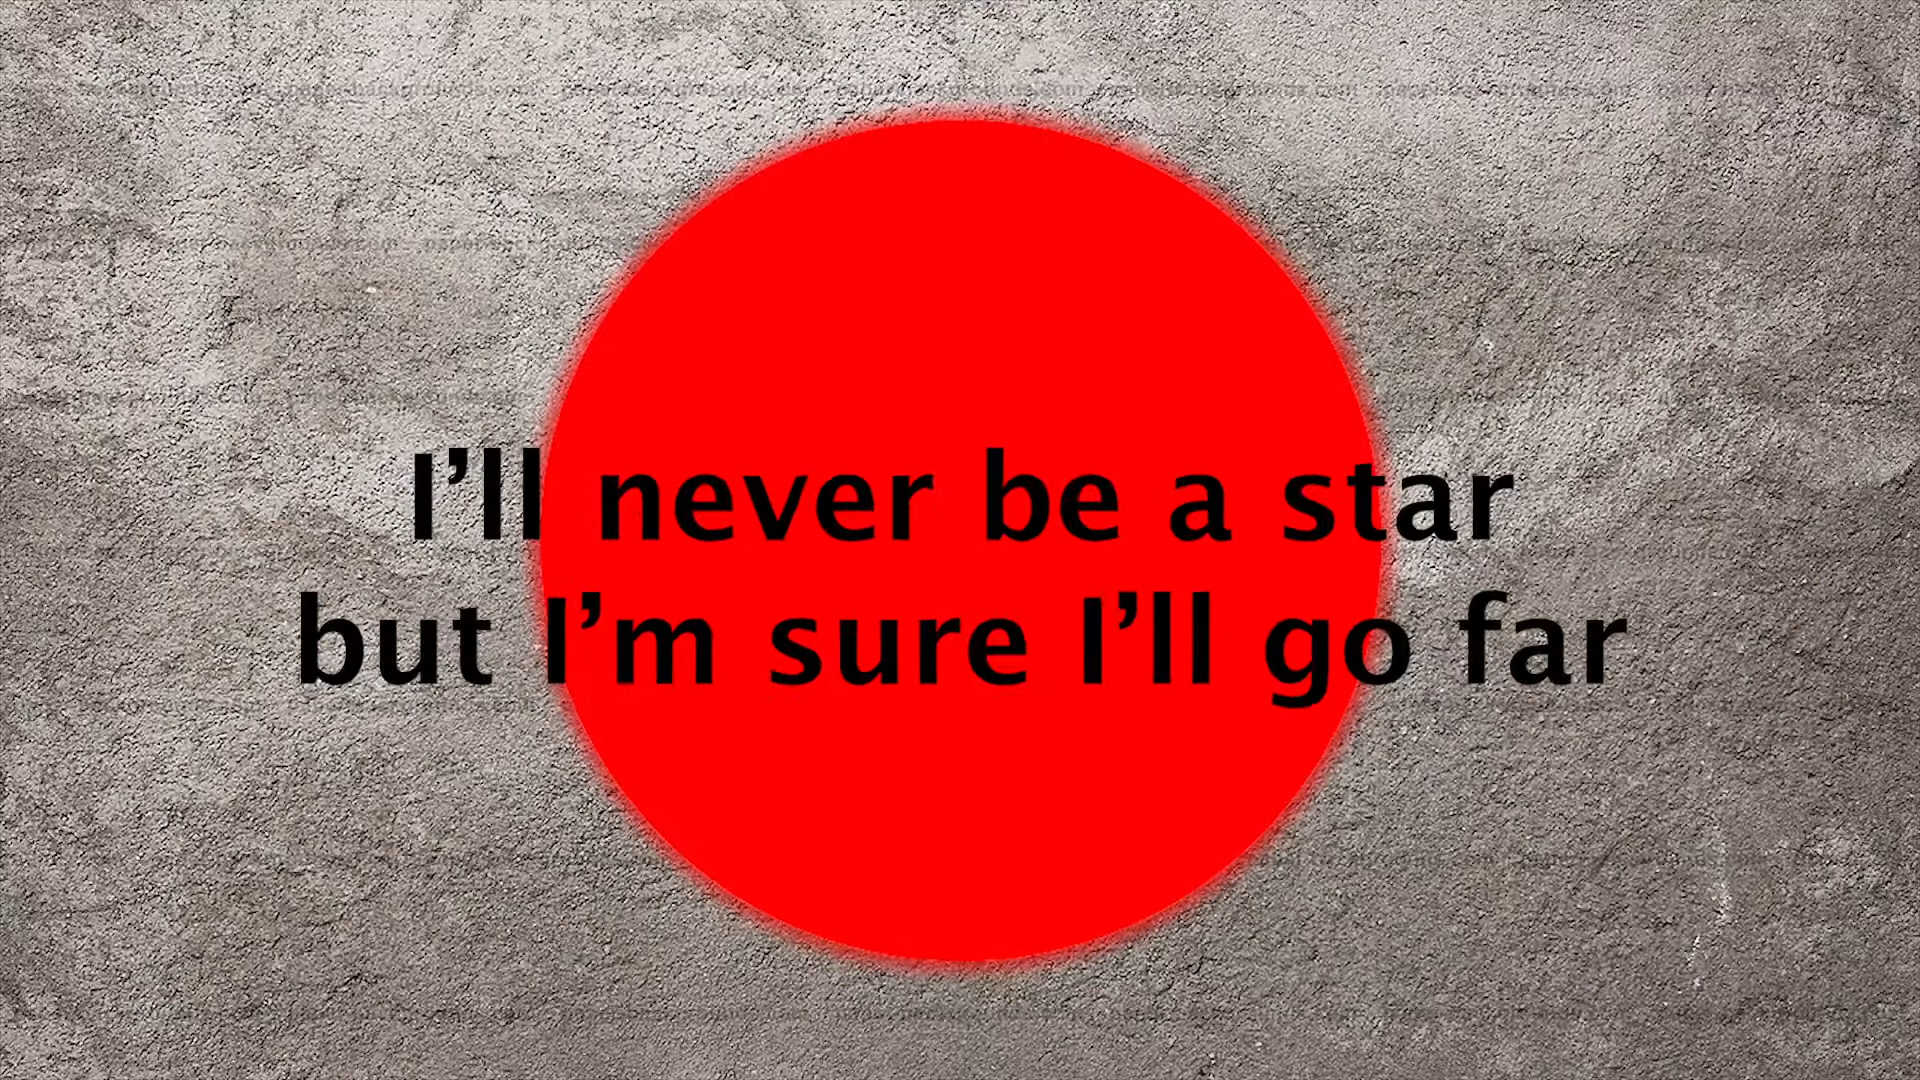 I’ll never be a star
but I’m sure I’ll go far